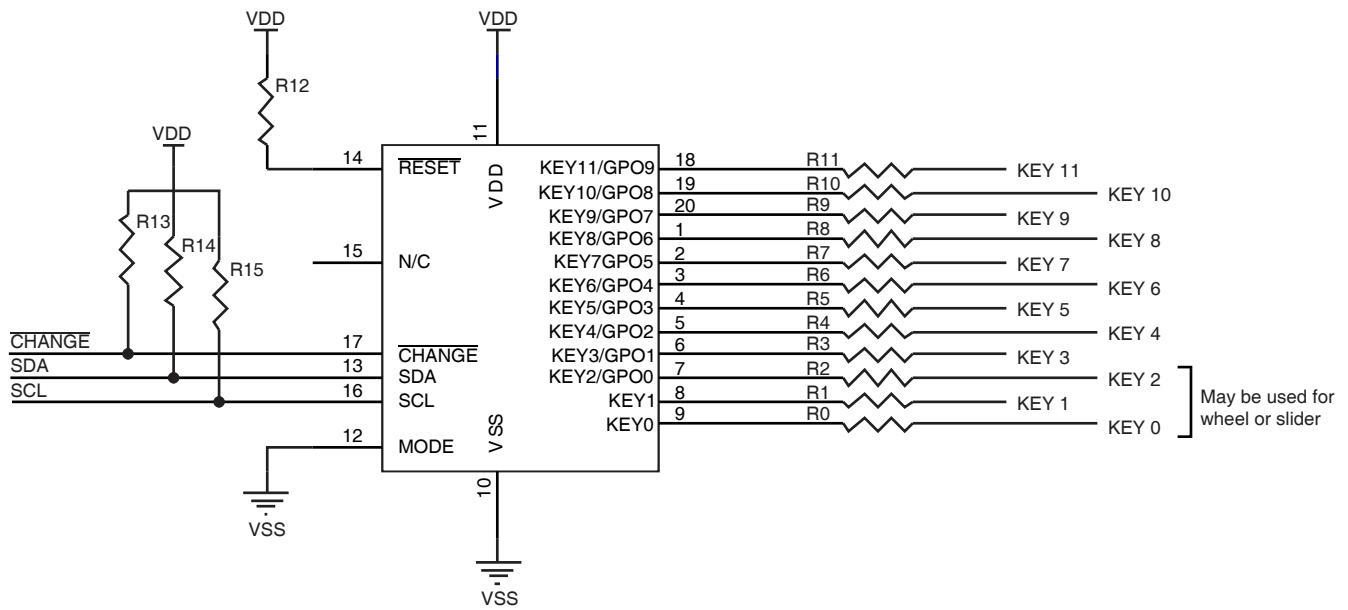 VDD
VDD
R12
VDD
11
14
RESET
VDD
KEY11/GPO9
18
R11
KEY 11
KEY10/GPO8
19
R10
KEY 10
KEY9/GPO7
20
R9
KEY 9
KEY8/GPO6
1
R8
KEY 8
KEY7GPO5
2
R7
KEY 7
KEY6/GPO4
3
R6
KEY 6
KEY5/GPO3
4
R5
KEY 5
KEY4/GPO2
5
R4
KEY 4
KEY3/GPO1
6
R3
KEY 3
KEY2/GPO0
7
R2
KEY 2
KEY1
8
R1
KEY 1
KEY0
9
R0
KEY 0
May be used for
wheel or slider
R13
R14
R15
15
N/C
CHANGE
17
CHANGE
SDA
13
SDA
SCL
16
SCL
12
MODE
VSS
10
VSS
VSS